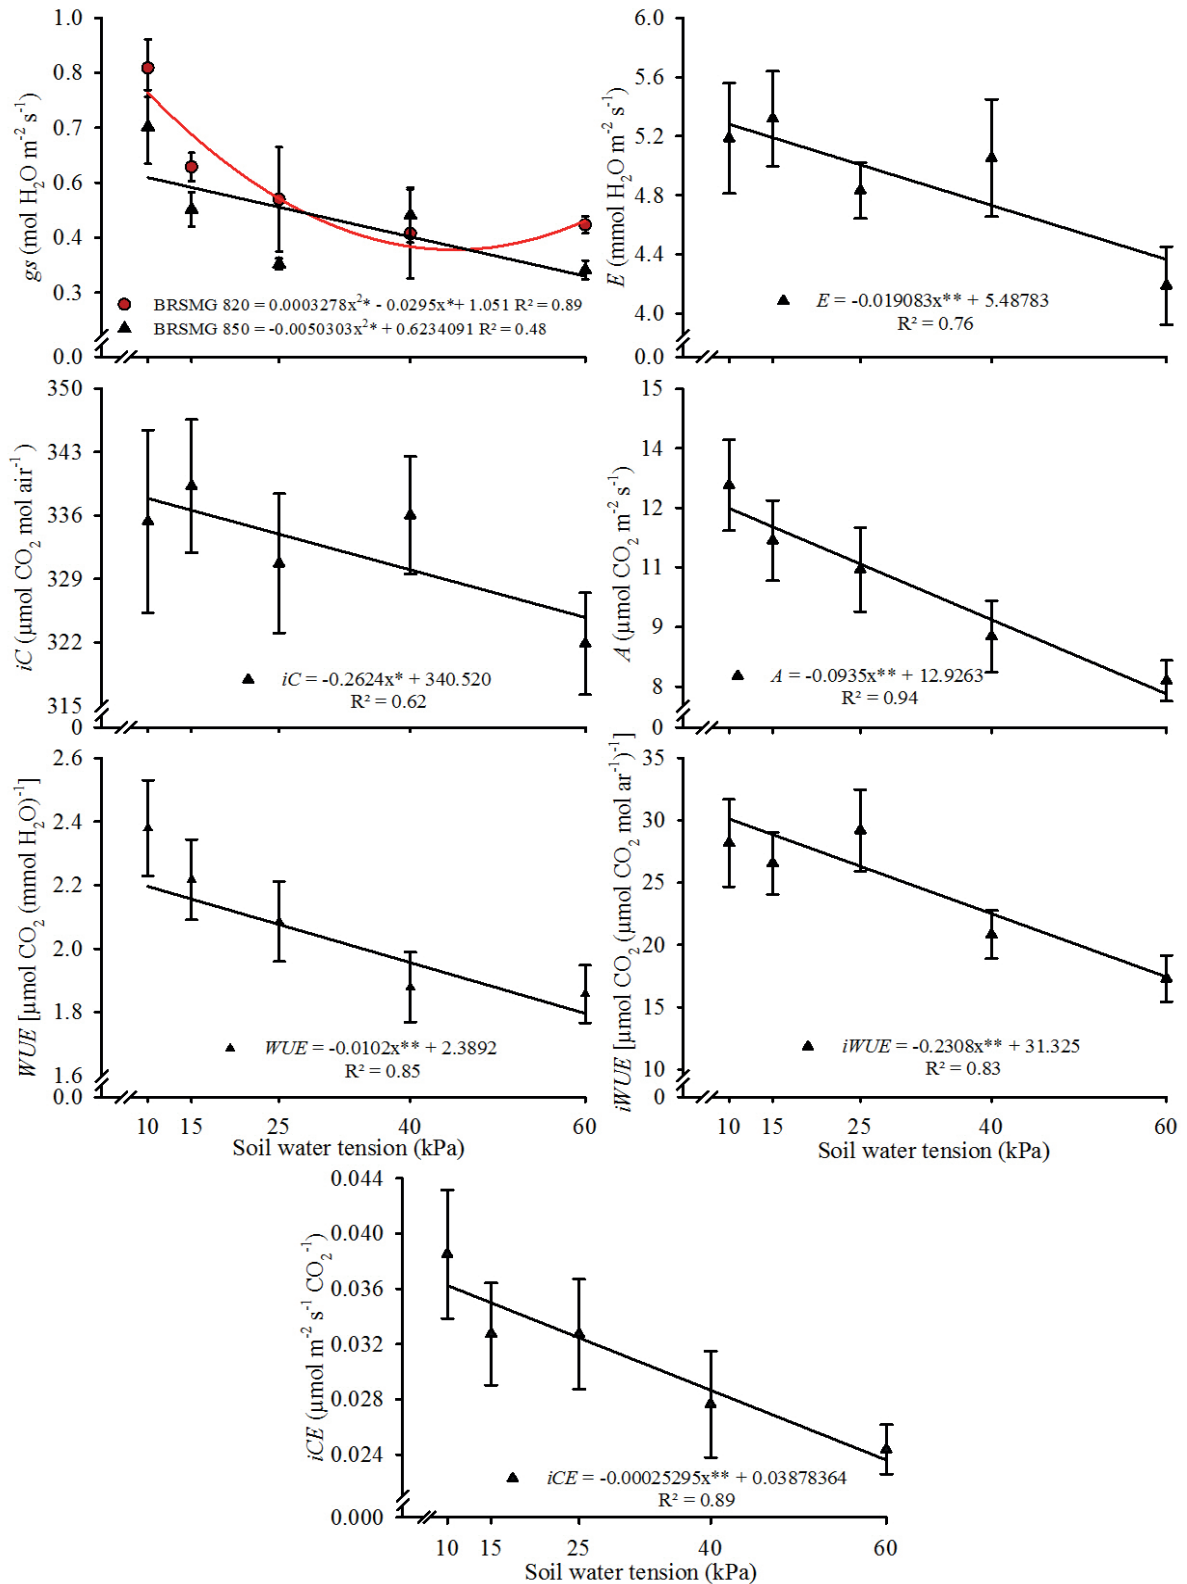 gs (mol H₂O m⁻² s⁻¹)
1.0
0.8
0.7
0.6
0.4
0.3
0.0
BRSMG 820 = 0.0003278x²* - 0.0295x*+ 1.051 R² = 0.89
BRSMG 850 = -0.0050303x²* + 0.6234091 R² = 0.48
E (mmol H₂O m⁻² s⁻¹)
6.0
5.6
5.2
4.8
4.4
4.0
0.0
E = -0.019083x** + 5.48783
R² = 0.76
iC (µmol CO₂ mol air⁻¹)
350
343
336
329
322
315
0
iC = -0.2624x* + 340.520
R² = 0.62
A (µmol CO₂ m⁻² s⁻¹)
15
14
12
11
9
8
0
A = -0.0935x** + 12.9263
R² = 0.94
WUE [µmol CO₂ (mmol H₂O)⁻¹]
2.6
2.4
2.2
2.0
1.8
1.6
0.0
WUE = -0.0102x** + 2.3892
R² = 0.85
10 15 25 40 60
Soil water tension (kPa)
iWUE [µmol CO₂ (µmol CO₂ mol ar⁻¹)⁻¹]
35
30
25
20
15
10
0
iWUE = -0.2308x** + 31.325
R² = 0.83
10 15 25 40 60
Soil water tension (kPa)
iCE (µmol m⁻² s⁻¹ CO₂⁻¹)
0.044
0.040
0.036
0.032
0.028
0.024
0.000
iCE = -0.00025295x** + 0.03878364
R² = 0.89
10 15 25 40 60
Soil water tension (kPa)